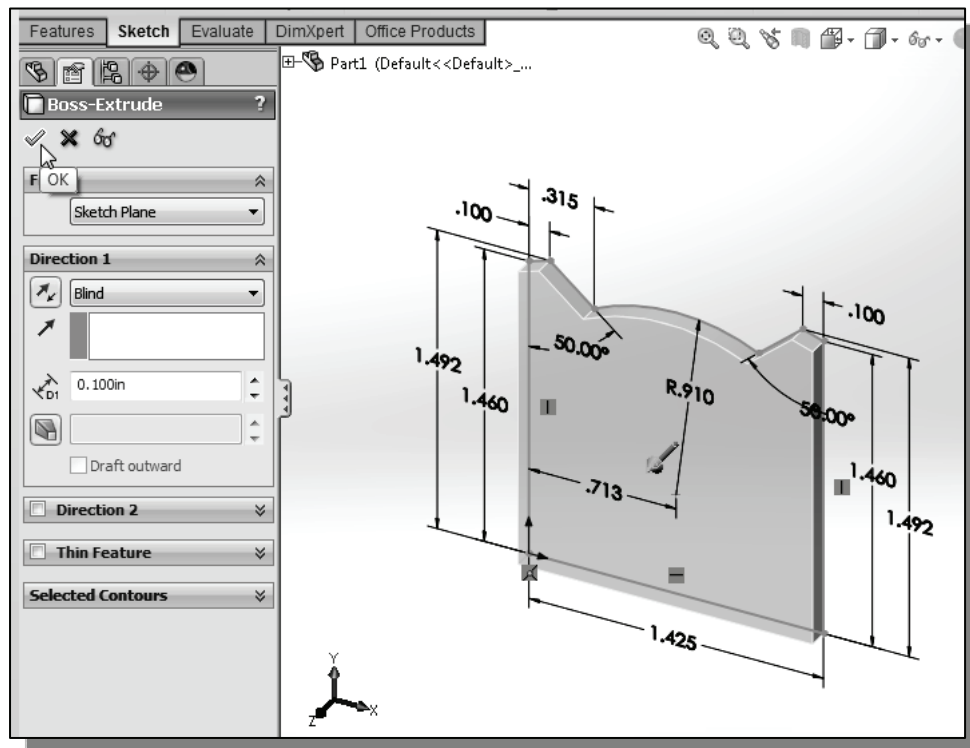 Features Sketch Evaluate DimXpert Office Products
Part1 (Default<<Default>_...
Boss-Extrude ?
F
OK
Sketch Plane
Direction 1
Blind
D1 0.100in
Draft outward
Direction 2
Thin Feature
Selected Contours
.315
.100
.100
50.00°
1.492
1.460
R.910
50.00°
.713
1.460
1.492
1.425
Y
X
Z